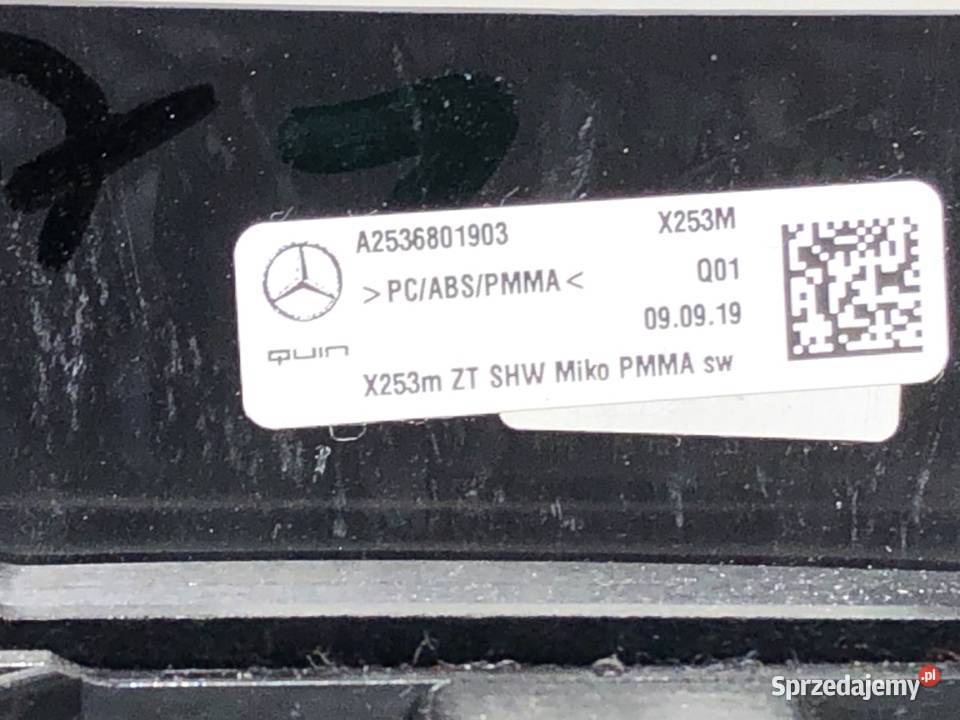 A2536801903 X253M
>PC/ABS/PMMA< Q01
09.09.19
QUIN
X253m ZT SHW Miko PMMA sw
Sprzedajemy.pl